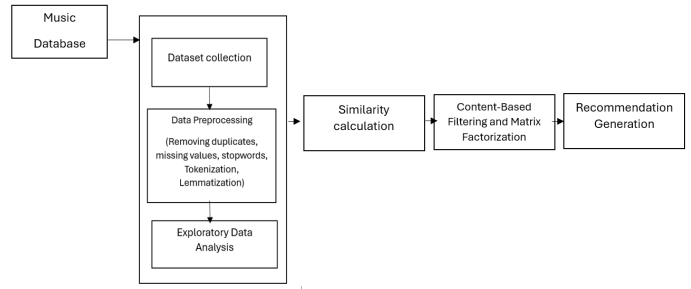 Music
Database
Dataset collection
Data Preprocessing
(Removing duplicates,
missing values, stopwords,
Tokenization,
Lemmatization)
Exploratory Data
Analysis
Similarity
calculation
Content-Based
Filtering and Matrix
Factorization
Recommendation
Generation